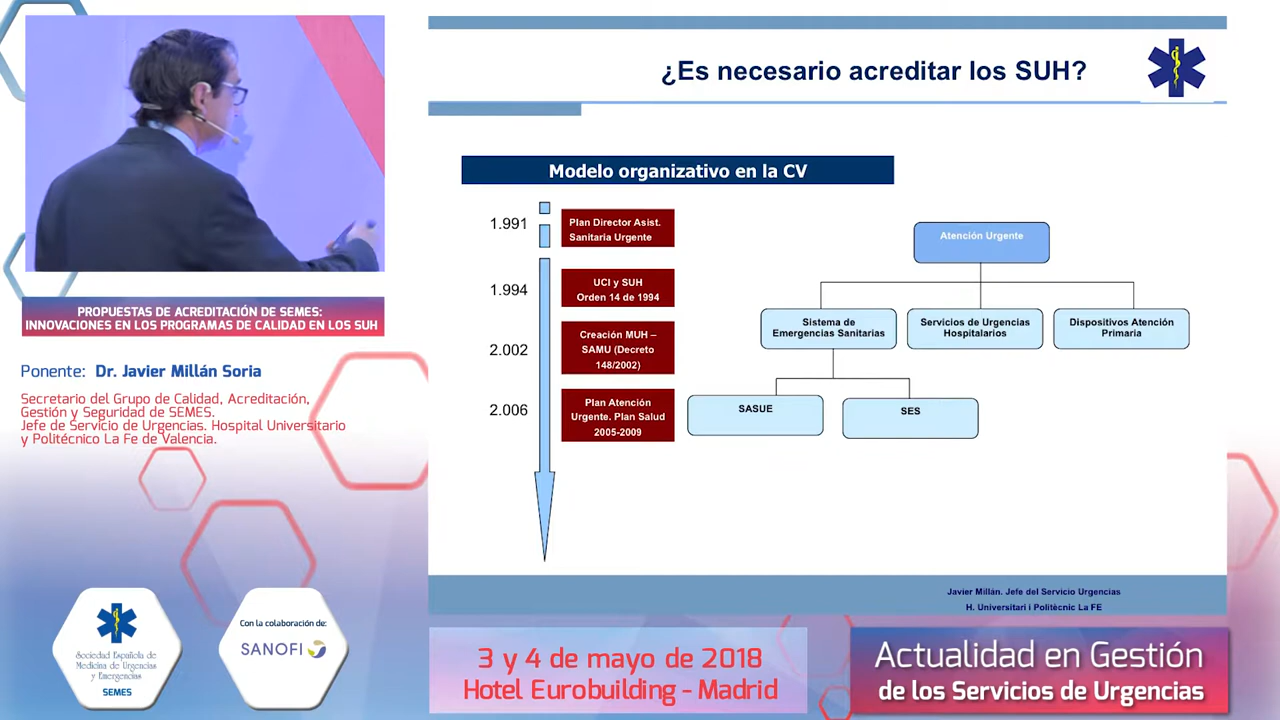 PROPUESTAS DE ACREDITACIÓN DE SEMES:
INNOVACIONES EN LOS PROGRAMAS DE CALIDAD EN LOS SUH
Ponente: Dr. Javier Millán Soria
Secretario del Grupo de Calidad, Acreditación,
Gestión y Seguridad de SEMES.
Jefe de Servicio de Urgencias. Hospital Universitario
y Politécnico La Fe de Valencia.
Sociedad Española de
Medicina de Urgencias
y Emergencias
SEMES
Con la colaboración de:
SANOFI
¿Es necesario acreditar los SUH?
Modelo organizativo en la CV
1.991
Plan Director Asist.
Sanitaria Urgente
1.994
UCI y SUH
Orden 14 de 1994
2.002
Creación MUH –
SAMU (Decreto
148/2002)
2.006
Plan Atención
Urgente. Plan Salud
2005-2009
Atención Urgente
Sistema de
Emergencias Sanitarias
Servicios de Urgencias
Hospitalarios
Dispositivos Atención
Primaria
SASUE
SES
Javier Millán. Jefe del Servicio Urgencias
H. Universitari i Politècnic La FE
3 y 4 de mayo de 2018
Hotel Eurobuilding - Madrid
Actualidad en Gestión
de los Servicios de Urgencias